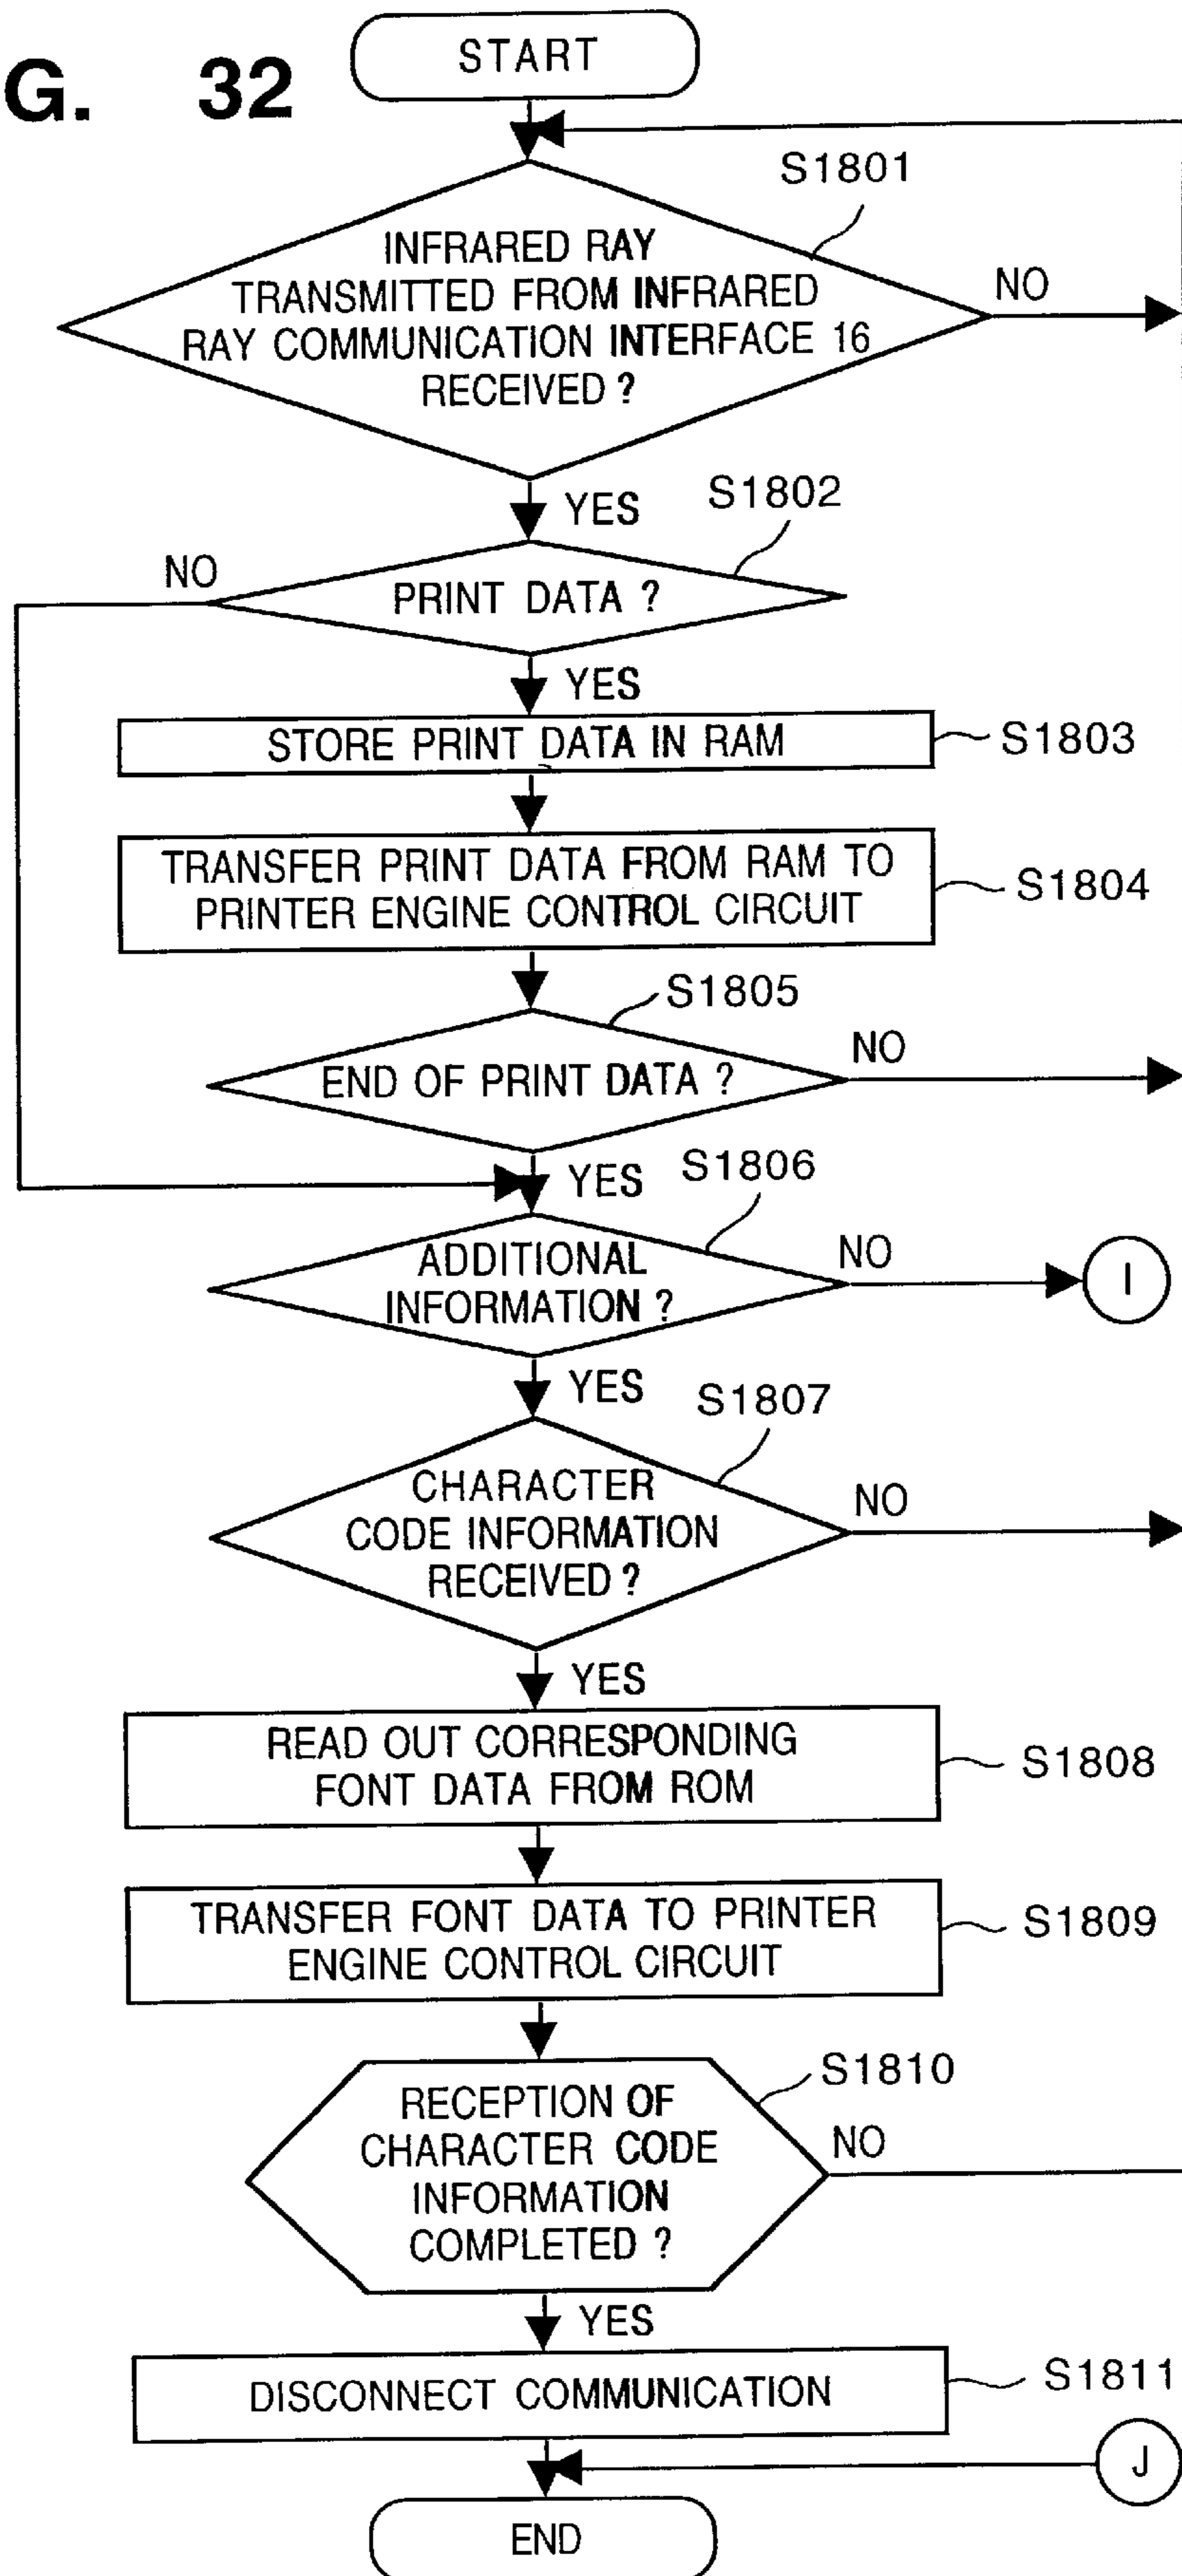 G. 32
START
S1801
INFRARED RAY
TRANSMITTED FROM INFRARED
RAY COMMUNICATION INTERFACE 16
RECEIVED ?
NO
YES
S1802
NO
PRINT DATA ?
YES
STORE PRINT DATA IN RAM
S1803
TRANSFER PRINT DATA FROM RAM TO
PRINTER ENGINE CONTROL CIRCUIT
S1804
S1805
END OF PRINT DATA ?
NO
YES
S1806
ADDITIONAL
INFORMATION ?
NO
I
YES
S1807
CHARACTER
CODE INFORMATION
RECEIVED ?
NO
YES
READ OUT CORRESPONDING
FONT DATA FROM ROM
S1808
TRANSFER FONT DATA TO PRINTER
ENGINE CONTROL CIRCUIT
S1809
S1810
RECEPTION OF
CHARACTER CODE
INFORMATION
COMPLETED ?
NO
YES
DISCONNECT COMMUNICATION
S1811
J
END